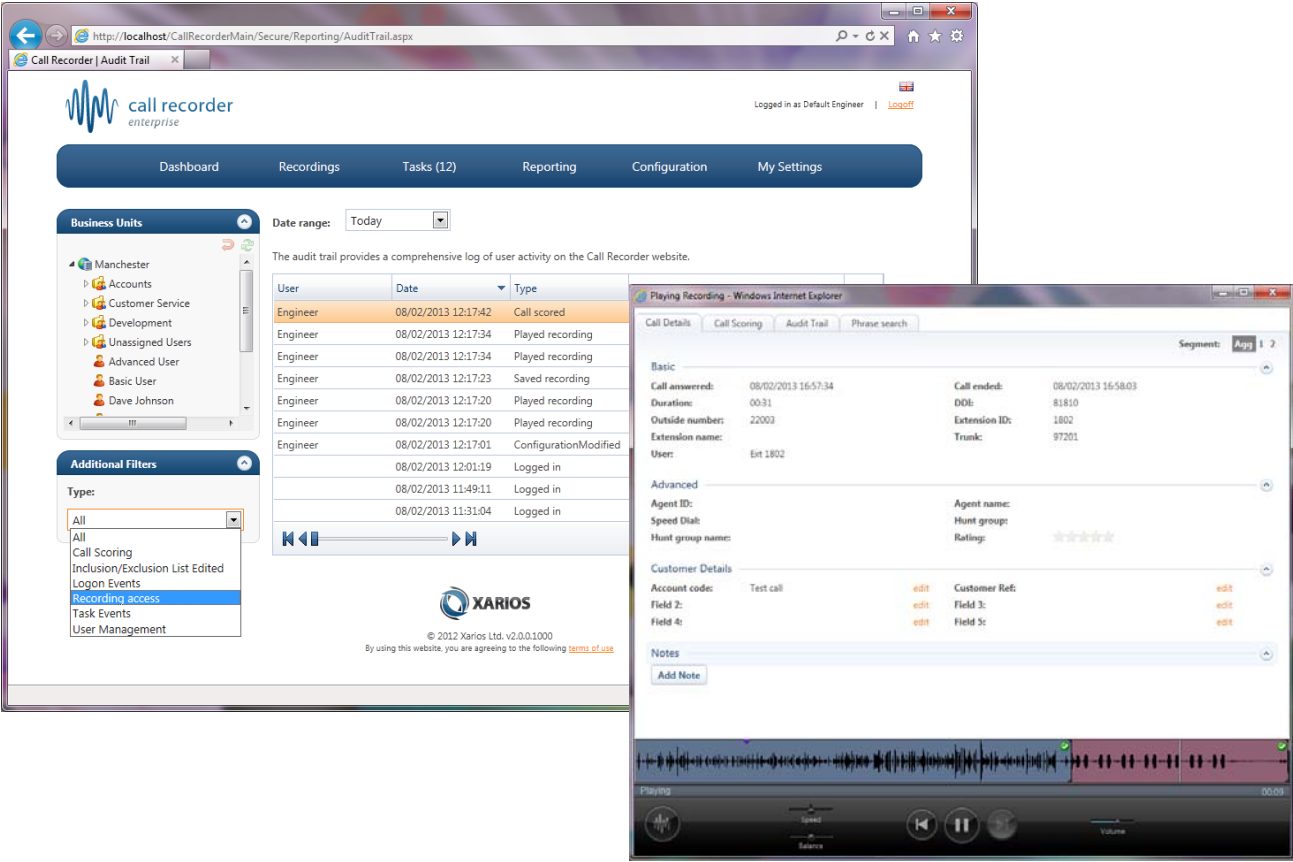 http://localhost/CallRecorderMain/Secure/Reporting/AuditTrail.aspx
Call Recorder | Audit Trail
call recorder
enterprise
Logged in as Default Engineer | Logoff
Dashboard Recordings Tasks (12) Reporting Configuration My Settings
Business Units
Manchester
Accounts
Customer Service
Development
Unassigned Users
Advanced User
Basic User
Dave Johnson
Additional Filters
Type:
All
All
Call Scoring
Inclusion/Exclusion List Edited
Logon Events
Recording access
Task Events
User Management
Date range: Today
The audit trail provides a comprehensive log of user activity on the Call Recorder website.
User Date Type
Engineer 08/02/2013 12:17:42 Call scored
Engineer 08/02/2013 12:17:34 Played recording
Engineer 08/02/2013 12:17:34 Played recording
Engineer 08/02/2013 12:17:23 Saved recording
Engineer 08/02/2013 12:17:20 Played recording
Engineer 08/02/2013 12:17:20 Played recording
Engineer 08/02/2013 12:17:01 ConfigurationModified
08/02/2013 12:01:19 Logged in
08/02/2013 11:49:11 Logged in
08/02/2013 11:31:04 Logged in
XARIOS
© 2012 Xarios Ltd. v2.0.0.1000
By using this website, you are agreeing to the following terms of use
Playing Recording - Windows Internet Explorer
Call Details Call Scoring Audit Trail Phrase search
Segment: Agg 1 2
Basic
Call answered: 08/02/2013 16:57:34 Call ended: 08/02/2013 16:58:03
Duration: 00:31 DDI: 81810
Outside number: 22003 Extension ID: 1802
Extension name: Trunk: 97201
User: Ext 1802
Advanced
Agent ID: Agent name:
Speed Dial: Hunt group:
Hunt group name: Rating:
Customer Details
Account code: Test call edit Customer Ref: edit
Field 2: edit Field 3: edit
Field 4: edit Field 5: edit
Notes
Add Note
Playing 00:09
Speed
Balance
Volume